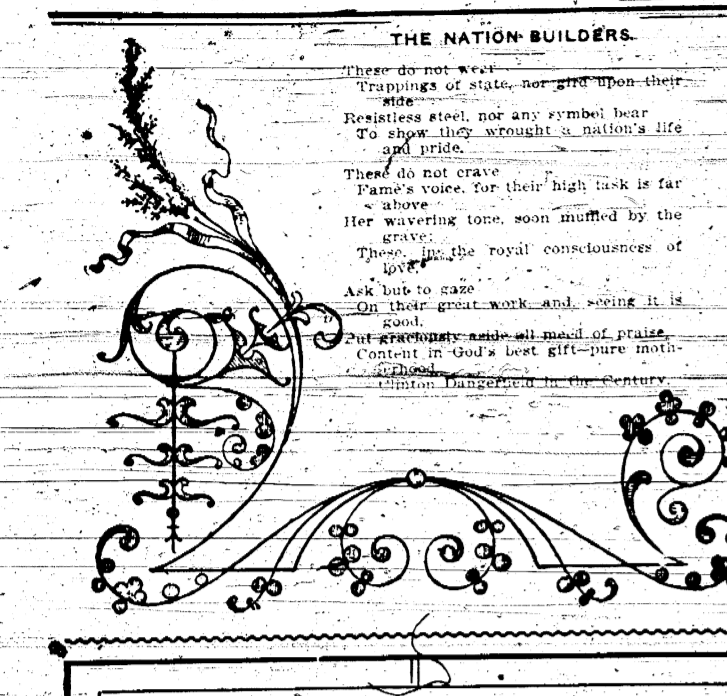 THE NATION BUILDERS.
These do not wear
Trappings of state, nor gird upon their
side
Resistless steel, nor any symbol bear
To show they wrought a nation's life
and pride.
These do not crave
Fame's voice, for their high task is far
above
Her wavering tone, soon muffled by the
grave;
These, in the royal consciousness of
love,
Ask but to gaze
On their great work and, seeing it is
good,
Put graciously aside all meed of praise,
Content in God's best gift—pure moth-
erhood.
Clinton Dangerfield in the Century.